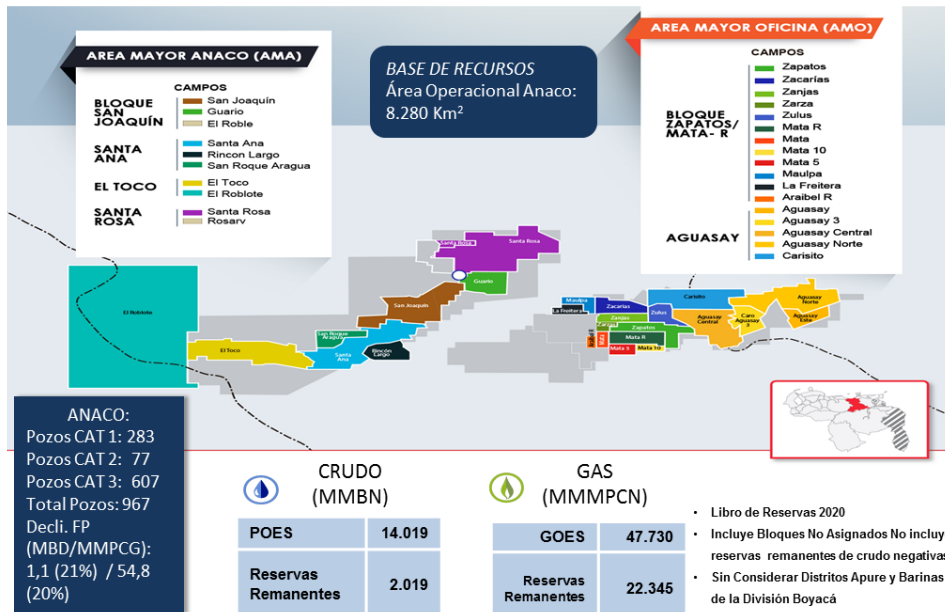 AREA MAYOR ANACO (AMA)
CAMPOS
BLOQUE
SAN
JOAQUÍN
San Joaquín
Guario
El Roble
SANTA
ANA
Santa Ana
Rincon Largo
San Roque Aragua
EL TOCO
El Toco
El Roblote
SANTA
ROSA
Santa Rosa
Rosarv
BASE DE RECURSOS
Área Operacional Anaco:
8.280 Km²
AREA MAYOR OFICINA (AMO)
CAMPOS
BLOQUE
ZAPATOS/
MATA- R
Zapatos
Zacarías
Zanjas
Zarza
Zulus
Mata R
Mata
Mata 10
Mata 5
Maulpa
La Freitera
Araibel R
AGUASAY
Aguasay
Aguasay 3
Aguasay Central
Aguasay Norte
Carisito
El Roblote
El Toco
San Roque
Aragua
Santa
Ana
Rincón
Largo
San Joaquín
Guario
Santa Rosa
Santa Rosa
Maulpa
La Freitera
Zacarias
Zanjas
Zarza
Zapatos
Zulus
Mata R
Mata 5
Mata 10
Carisito
Aguasay
Central
Caro
Aguasay
3
Aguasay
Norte
Aguasay
Este
ANACO:
Pozos CAT 1: 283
Pozos CAT 2: 77
Pozos CAT 3: 607
Total Pozos: 967
Decli. FP
(MBD/MMPCG):
1,1 (21%) / 54,8
(20%)
CRUDO
(MMBN)
POES 14.019
Reservas
Remanentes 2.019
GAS
(MMMPCN)
GOES 47.730
Reservas
Remanentes 22.345
• Libro de Reservas 2020
• Incluye Bloques No Asignados No incluye
reservas remanentes de crudo negativas
• Sin Considerar Distritos Apure y Barinas
de la División Boyacá